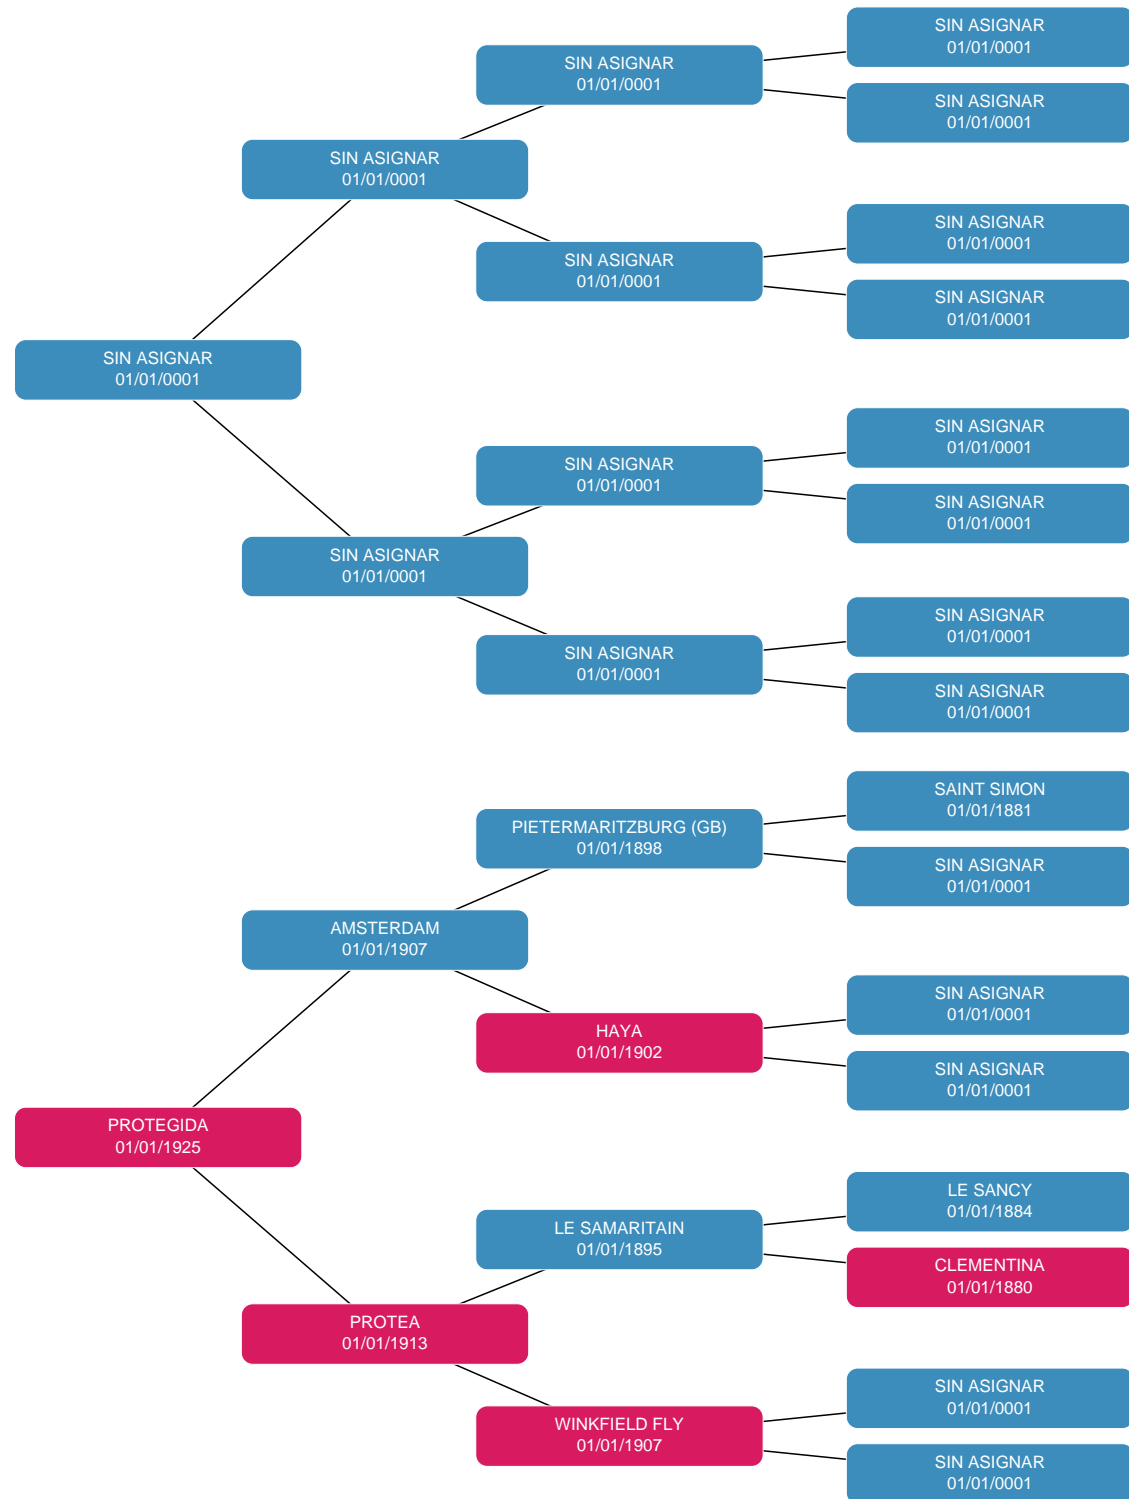 SIN ASIGNAR
01/01/0001
SIN ASIGNAR
01/01/0001
SIN ASIGNAR
01/01/0001
SIN ASIGNAR
01/01/0001
SIN ASIGNAR
01/01/0001
SIN ASIGNAR
01/01/0001
SIN ASIGNAR
01/01/0001
SIN ASIGNAR
01/01/0001
SIN ASIGNAR
01/01/0001
SIN ASIGNAR
01/01/0001
SIN ASIGNAR
01/01/0001
SIN ASIGNAR
01/01/0001
SIN ASIGNAR
01/01/0001
SIN ASIGNAR
01/01/0001
SIN ASIGNAR
01/01/0001
SAINT SIMON
01/01/1881
PIETERMARITZBURG (GB)
01/01/1898
SIN ASIGNAR
01/01/0001
AMSTERDAM
01/01/1907
SIN ASIGNAR
01/01/0001
HAYA
01/01/1902
SIN ASIGNAR
01/01/0001
PROTEGIDA
01/01/1925
LE SANCY
01/01/1884
LE SAMARITAIN
01/01/1895
CLEMENTINA
01/01/1880
PROTEA
01/01/1913
SIN ASIGNAR
01/01/0001
WINKFIELD FLY
01/01/1907
SIN ASIGNAR
01/01/0001